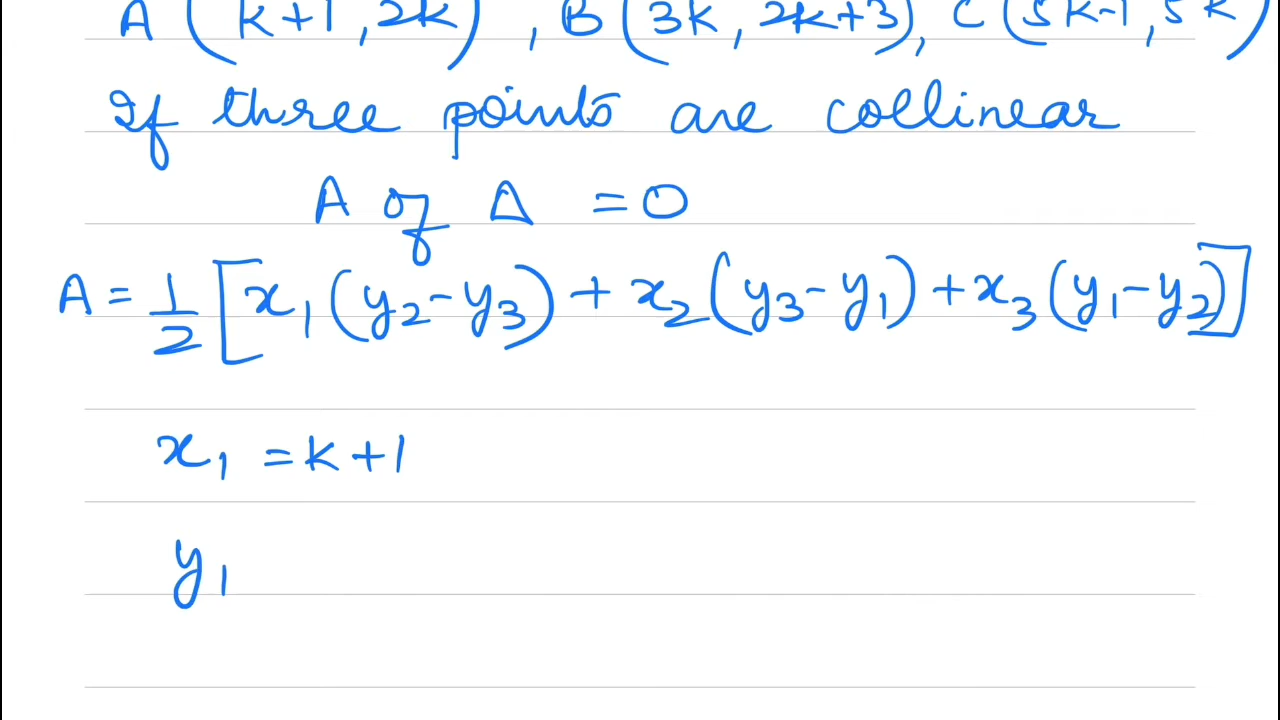 A (k+1, 2k), B (3k, 2k+3), C (5k-1, 5k)
If three points are collinear
A of Δ = 0
A = 1/2 [x₁(y₂-y₃) + x₂(y₃-y₁) + x₃(y₁-y₂)]
x₁ = k+1
y₁